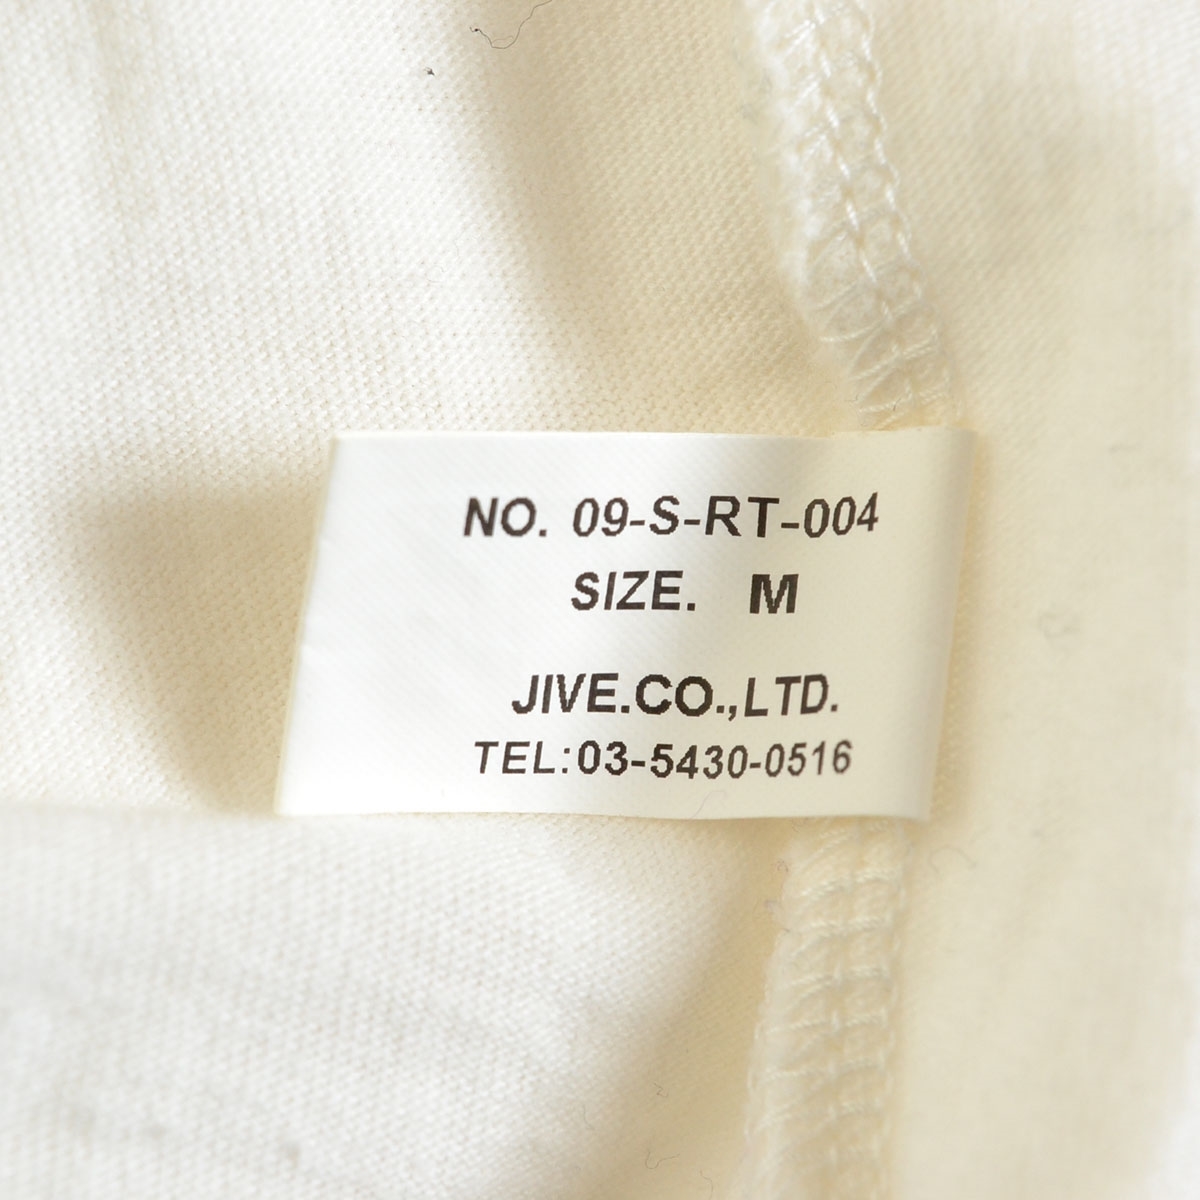 NO. 09-S-RT-004
SIZE. M
JIVE.CO.,LTD.
TEL:03-5430-0516